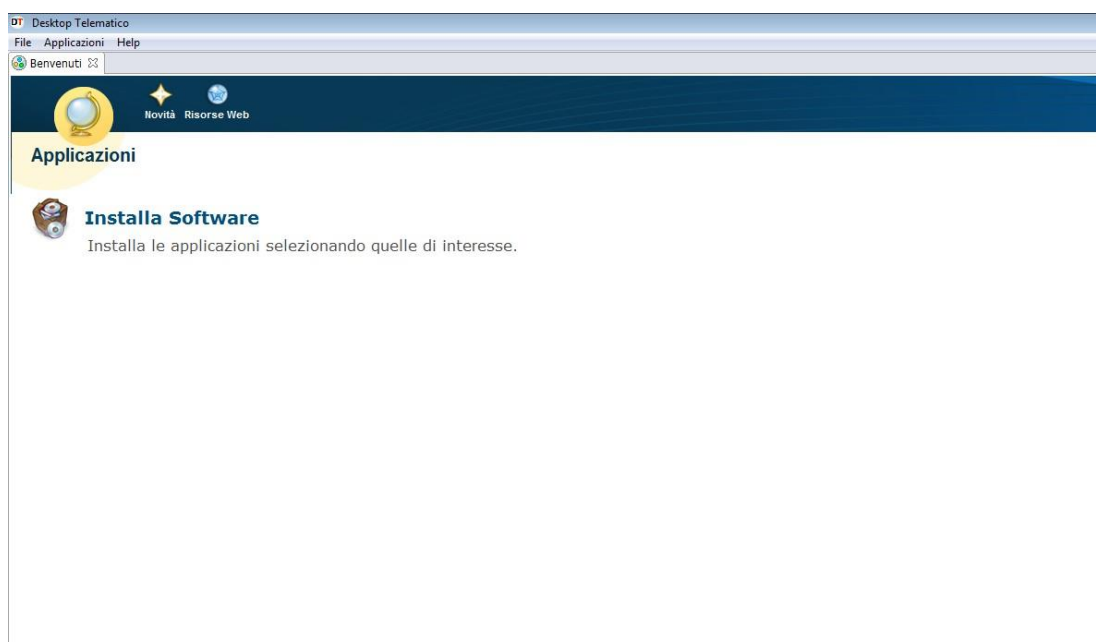 DT Desktop Telematico
File Applicazioni Help
Benvenuti
Novità Risorse Web
Applicazioni
Installa Software
Installa le applicazioni selezionando quelle di interesse.